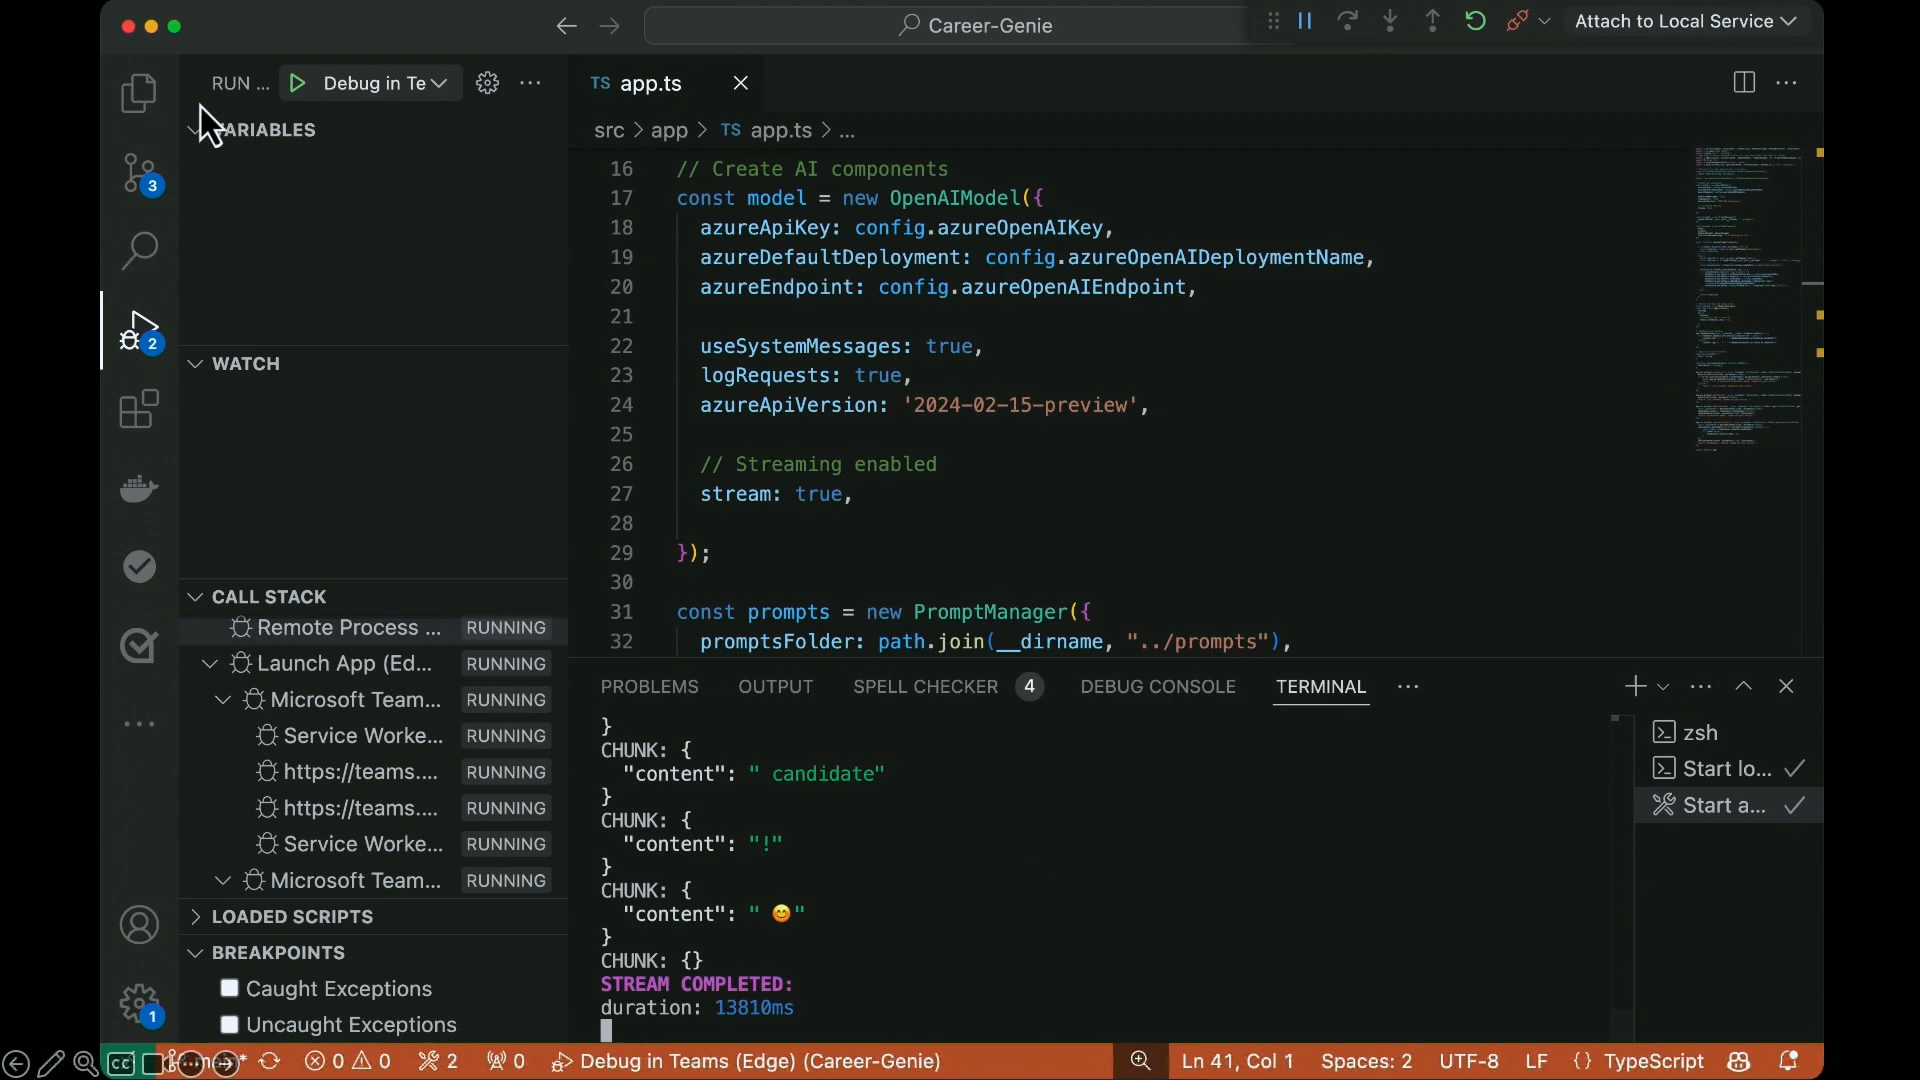 Career-Genie
Attach to Local Service
RUN ...
Debug in Te
TS app.ts
ARIABLES
src > app > TS app.ts > ...
3
2
WATCH
16 // Create AI components
17 const model = new OpenAIModel({
18 azureApiKey: config.azureOpenAIKey,
19 azureDefaultDeployment: config.azureOpenAIDeploymentName,
20 azureEndpoint: config.azureOpenAIEndpoint,
21
22 useSystemMessages: true,
23 logRequests: true,
24 azureApiVersion: '2024-02-15-preview',
25
26 // Streaming enabled
27 stream: true,
28
29 });
30
31 const prompts = new PromptManager({
32 promptsFolder: path.join(__dirname, "../prompts"),
CALL STACK
Remote Process ... RUNNING
Launch App (Ed... RUNNING
Microsoft Team... RUNNING
Service Worke... RUNNING
https://teams.... RUNNING
https://teams.... RUNNING
Service Worke... RUNNING
Microsoft Team... RUNNING
LOADED SCRIPTS
BREAKPOINTS
Caught Exceptions
Uncaught Exceptions
1
PROBLEMS OUTPUT SPELL CHECKER 4 DEBUG CONSOLE TERMINAL ...
}
CHUNK: {
"content": " candidate"
}
CHUNK: {
"content": "!"
}
CHUNK: {
"content": " 😊"
}
CHUNK: {}
STREAM COMPLETED:
duration: 13810ms
zsh
Start lo...
Start a...
CC
0 0 2 0 Debug in Teams (Edge) (Career-Genie)
Ln 41, Col 1 Spaces: 2 UTF-8 LF {} TypeScript